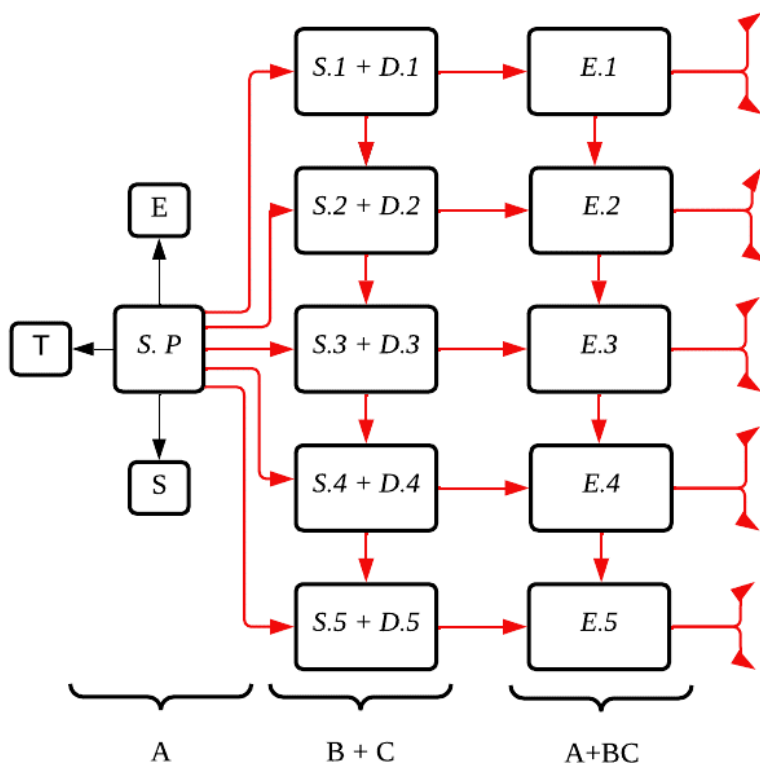 S.1 + D.1
E.1
E
S.2 + D.2
E.2
T
S. P
S.3 + D.3
E.3
S
S.4 + D.4
E.4
S.5 + D.5
E.5
A
B + C
A+BC